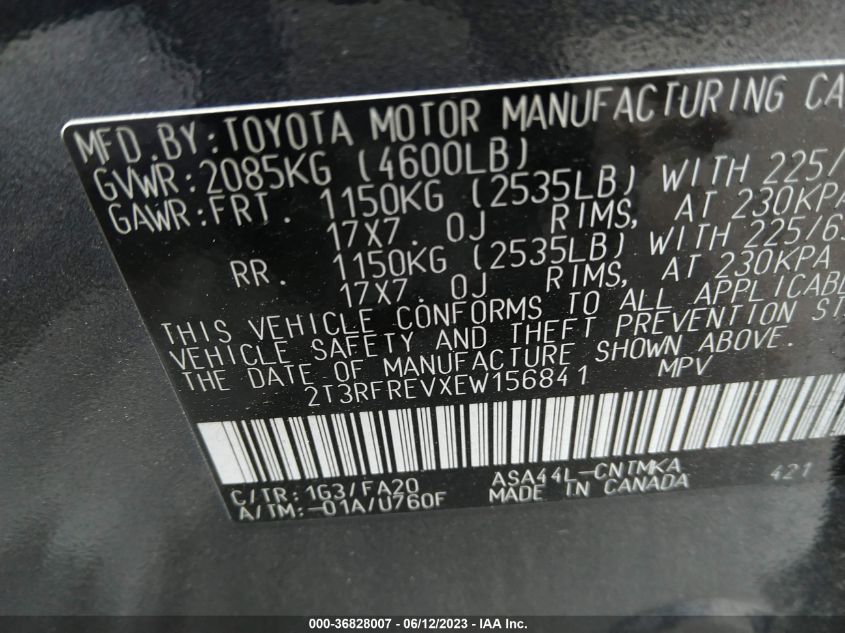 MFD. BY: TOYOTA MOTOR MANUFACTURING CA
GVWR: 2085KG (4600LB)
GAWR: FRT. 1150KG (2535LB) WITH 225/
17X7. 0J RIMS, AT 230KPA
RR. 1150KG (2535LB) WITH 225/65
17X7. 0J RIMS, AT 230KPA
THIS VEHICLE CONFORMS TO ALL APPLICABLE
VEHICLE SAFETY AND THEFT PREVENTION ST
THE DATE OF MANUFACTURE SHOWN ABOVE.
2T3RFREVXEW156841 MPV
C/TR: 1G3/FA20 ASA44L-CNTMKA 421
A/TM: -01A/U760F MADE IN CANADA
000-36828007 - 06/12/2023 - IAA Inc.